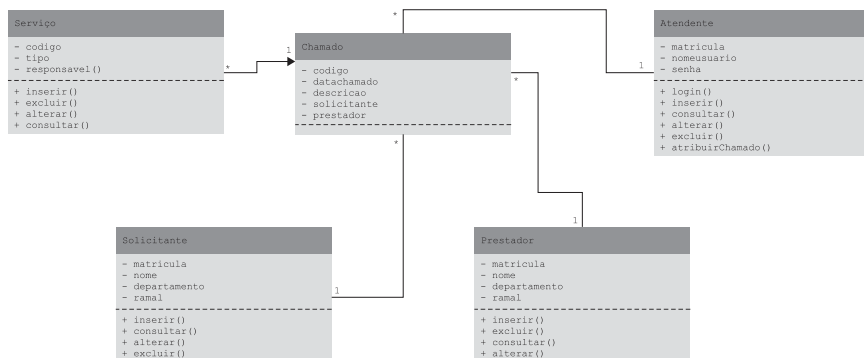 Serviço
- codigo
- tipo
- responsavel()
+ inserir()
+ excluir()
+ alterar()
+ consultar()
*
1
Chamado
- codigo
- datachamado
- descricao
- solicitante
- prestador
*
*
*
1
Atendente
- matricula
- nomeusuario
- senha
+ login()
+ inserir()
+ consultar()
+ alterar()
+ excluir()
+ atribuirChamado()
Solicitante
- matricula
- nome
- departamento
- ramal
+ inserir()
+ consultar()
+ alterar()
+ excluir()
1
1
Prestador
- matricula
- nome
- departamento
- ramal
+ inserir()
+ excluir()
+ consultar()
+ alterar()